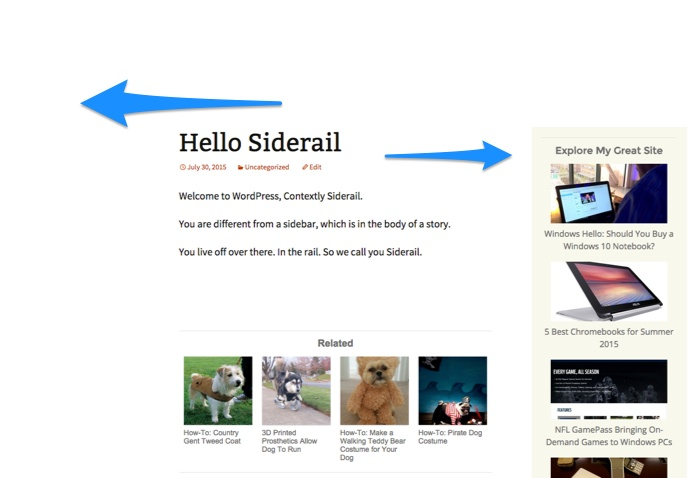 Hello Siderail
July 30, 2015 Uncategorized Edit
Welcome to WordPress, Contextly Siderail.
You are different from a sidebar, which is in the body of a story.
You live off over there. In the rail. So we call you Siderail.
Related
How-To: Country
Gent Tweed Coat
3D Printed
Prosthetics Allow
Dog To Run
How-To: Make a
Walking Teddy Bear
Costume for Your
Dog
How-To: Pirate Dog
Costume
Explore My Great Site
Windows Hello: Should You Buy a
Windows 10 Notebook?
5 Best Chromebooks for Summer
2015
EVERY GAME, ALL SEASON
FEATURES
NFL GamePass Bringing On-
Demand Games to Windows PCs